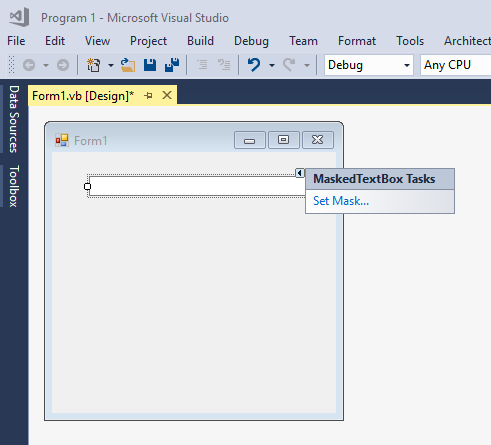 Program 1 - Microsoft Visual Studio
File Edit View Project Build Debug Team Format Tools Architect
Debug Any CPU
Form1.vb [Design]*
Data Sources
Toolbox
Form1
MaskedTextBox Tasks
Set Mask...